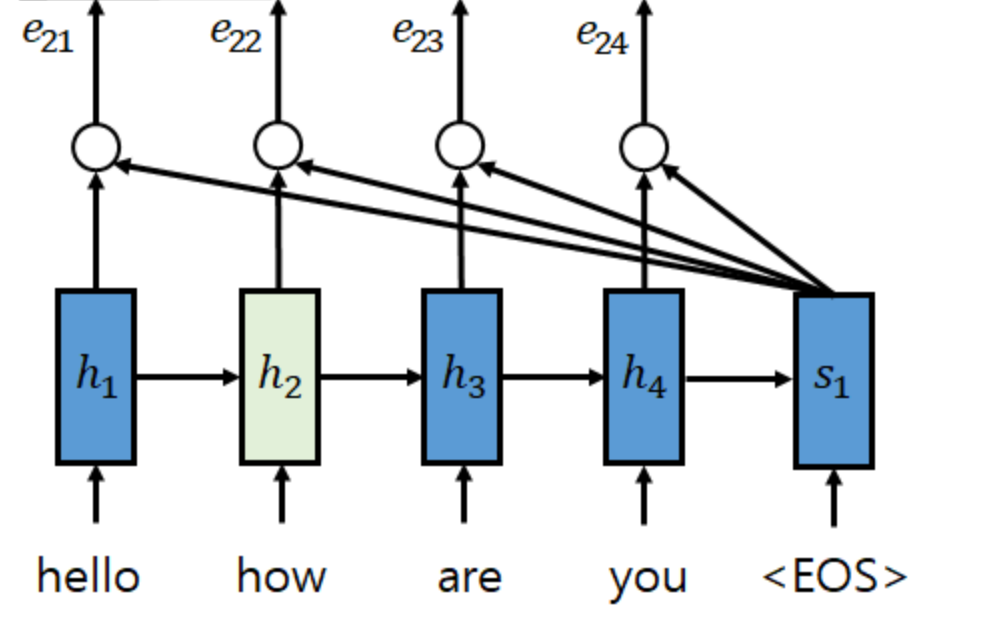 e21 e22 e23 e24
h1 h2 h3 h4 s1
hello how are you <EOS>